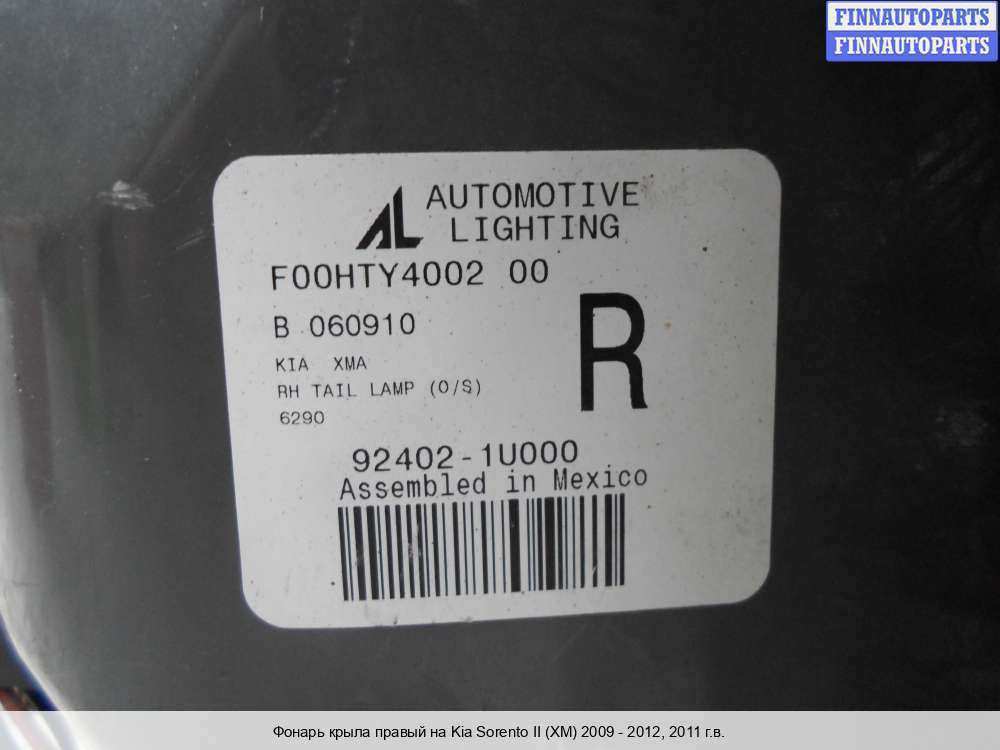 FINNAUTOPARTS
FINNAUTOPARTS
AL AUTOMOTIVE
LIGHTING
F00HTY4002 00
B 060910
R
KIA XMA
RH TAIL LAMP (O/S)
6290
92402-1U000
Assembled in Mexico
Фонарь крыла правый на Kia Sorento II (XM) 2009 - 2012, 2011 г.в.